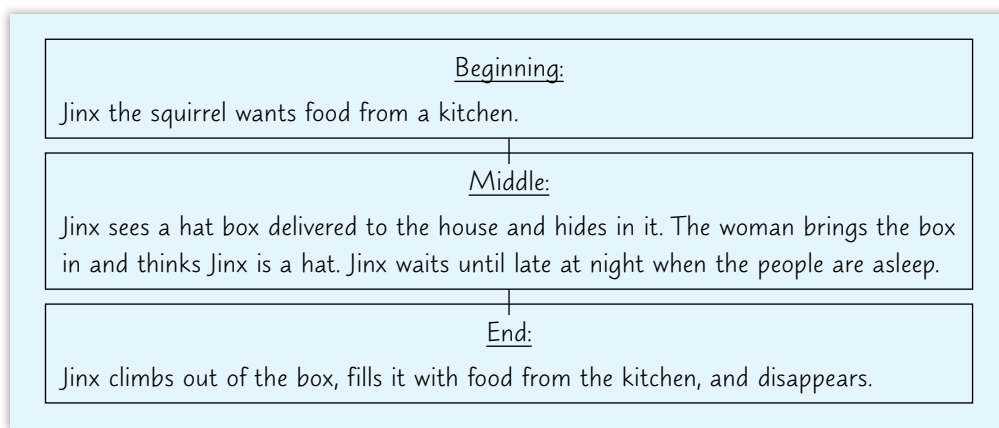 Beginning:
Jinx the squirrel wants food from a kitchen.
Middle:
Jinx sees a hat box delivered to the house and hides in it. The woman brings the box
in and thinks Jinx is a hat. Jinx waits until late at night when the people are asleep.
End:
Jinx climbs out of the box, fills it with food from the kitchen, and disappears.